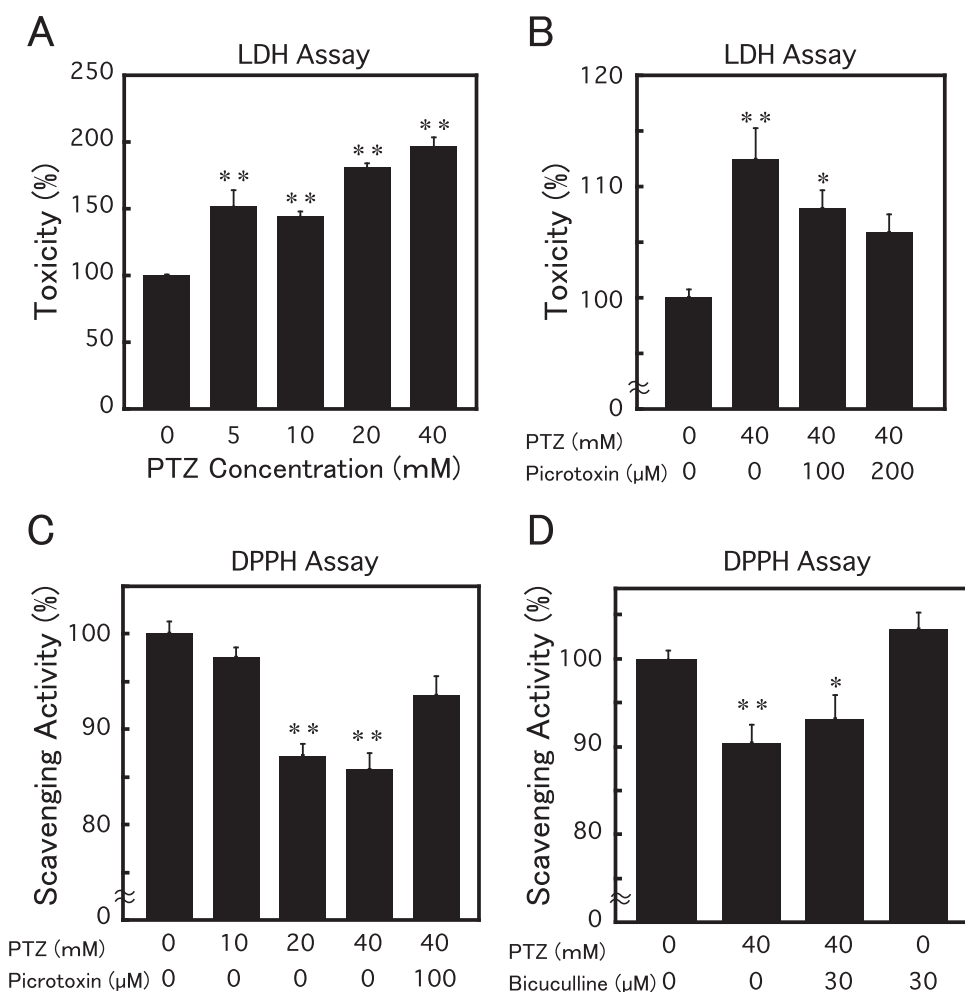 A
LDH Assay
250
200
150
100
50
0
Toxicity (%)
** ** ** **
0 5 10 20 40
PTZ Concentration (mM)
B
LDH Assay
120
110
100
0
Toxicity (%)
** *
PTZ (mM) 0 40 40 40
Picrotoxin (μM) 0 0 100 200
C
DPPH Assay
100
90
80
0
Scavenging Activity (%)
** **
PTZ (mM) 0 10 20 40 40
Picrotoxin (μM) 0 0 0 0 100
D
DPPH Assay
100
90
80
0
Scavenging Activity (%)
** *
PTZ (mM) 0 40 40 0
Bicuculline (μM) 0 0 30 30